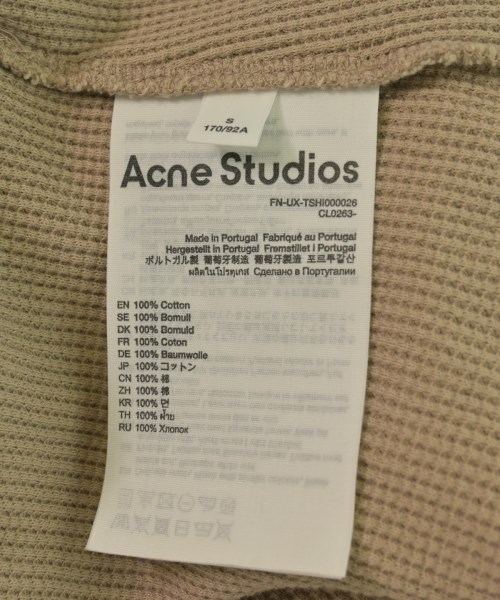 S
170/92A
Acne Studios
FN-UX-TSHI000026
CL0263-
Made in Portugal Fabriqué au Portugal
Hergestellt in Portugal Fremstillet i Portugal
ポルトガル製 葡萄牙制造 葡萄牙製造 포르투갈산
ผลิตในโปรตุเกส Сделано в Португалии
EN 100% Cotton
SE 100% Bomull
DK 100% Bomuld
FR 100% Coton
DE 100% Baumwolle
JP 100% コットン
CN 100% 棉
ZH 100% 棉
KR 100% 면
TH 100% ฝ้าย
RU 100% Хлопок